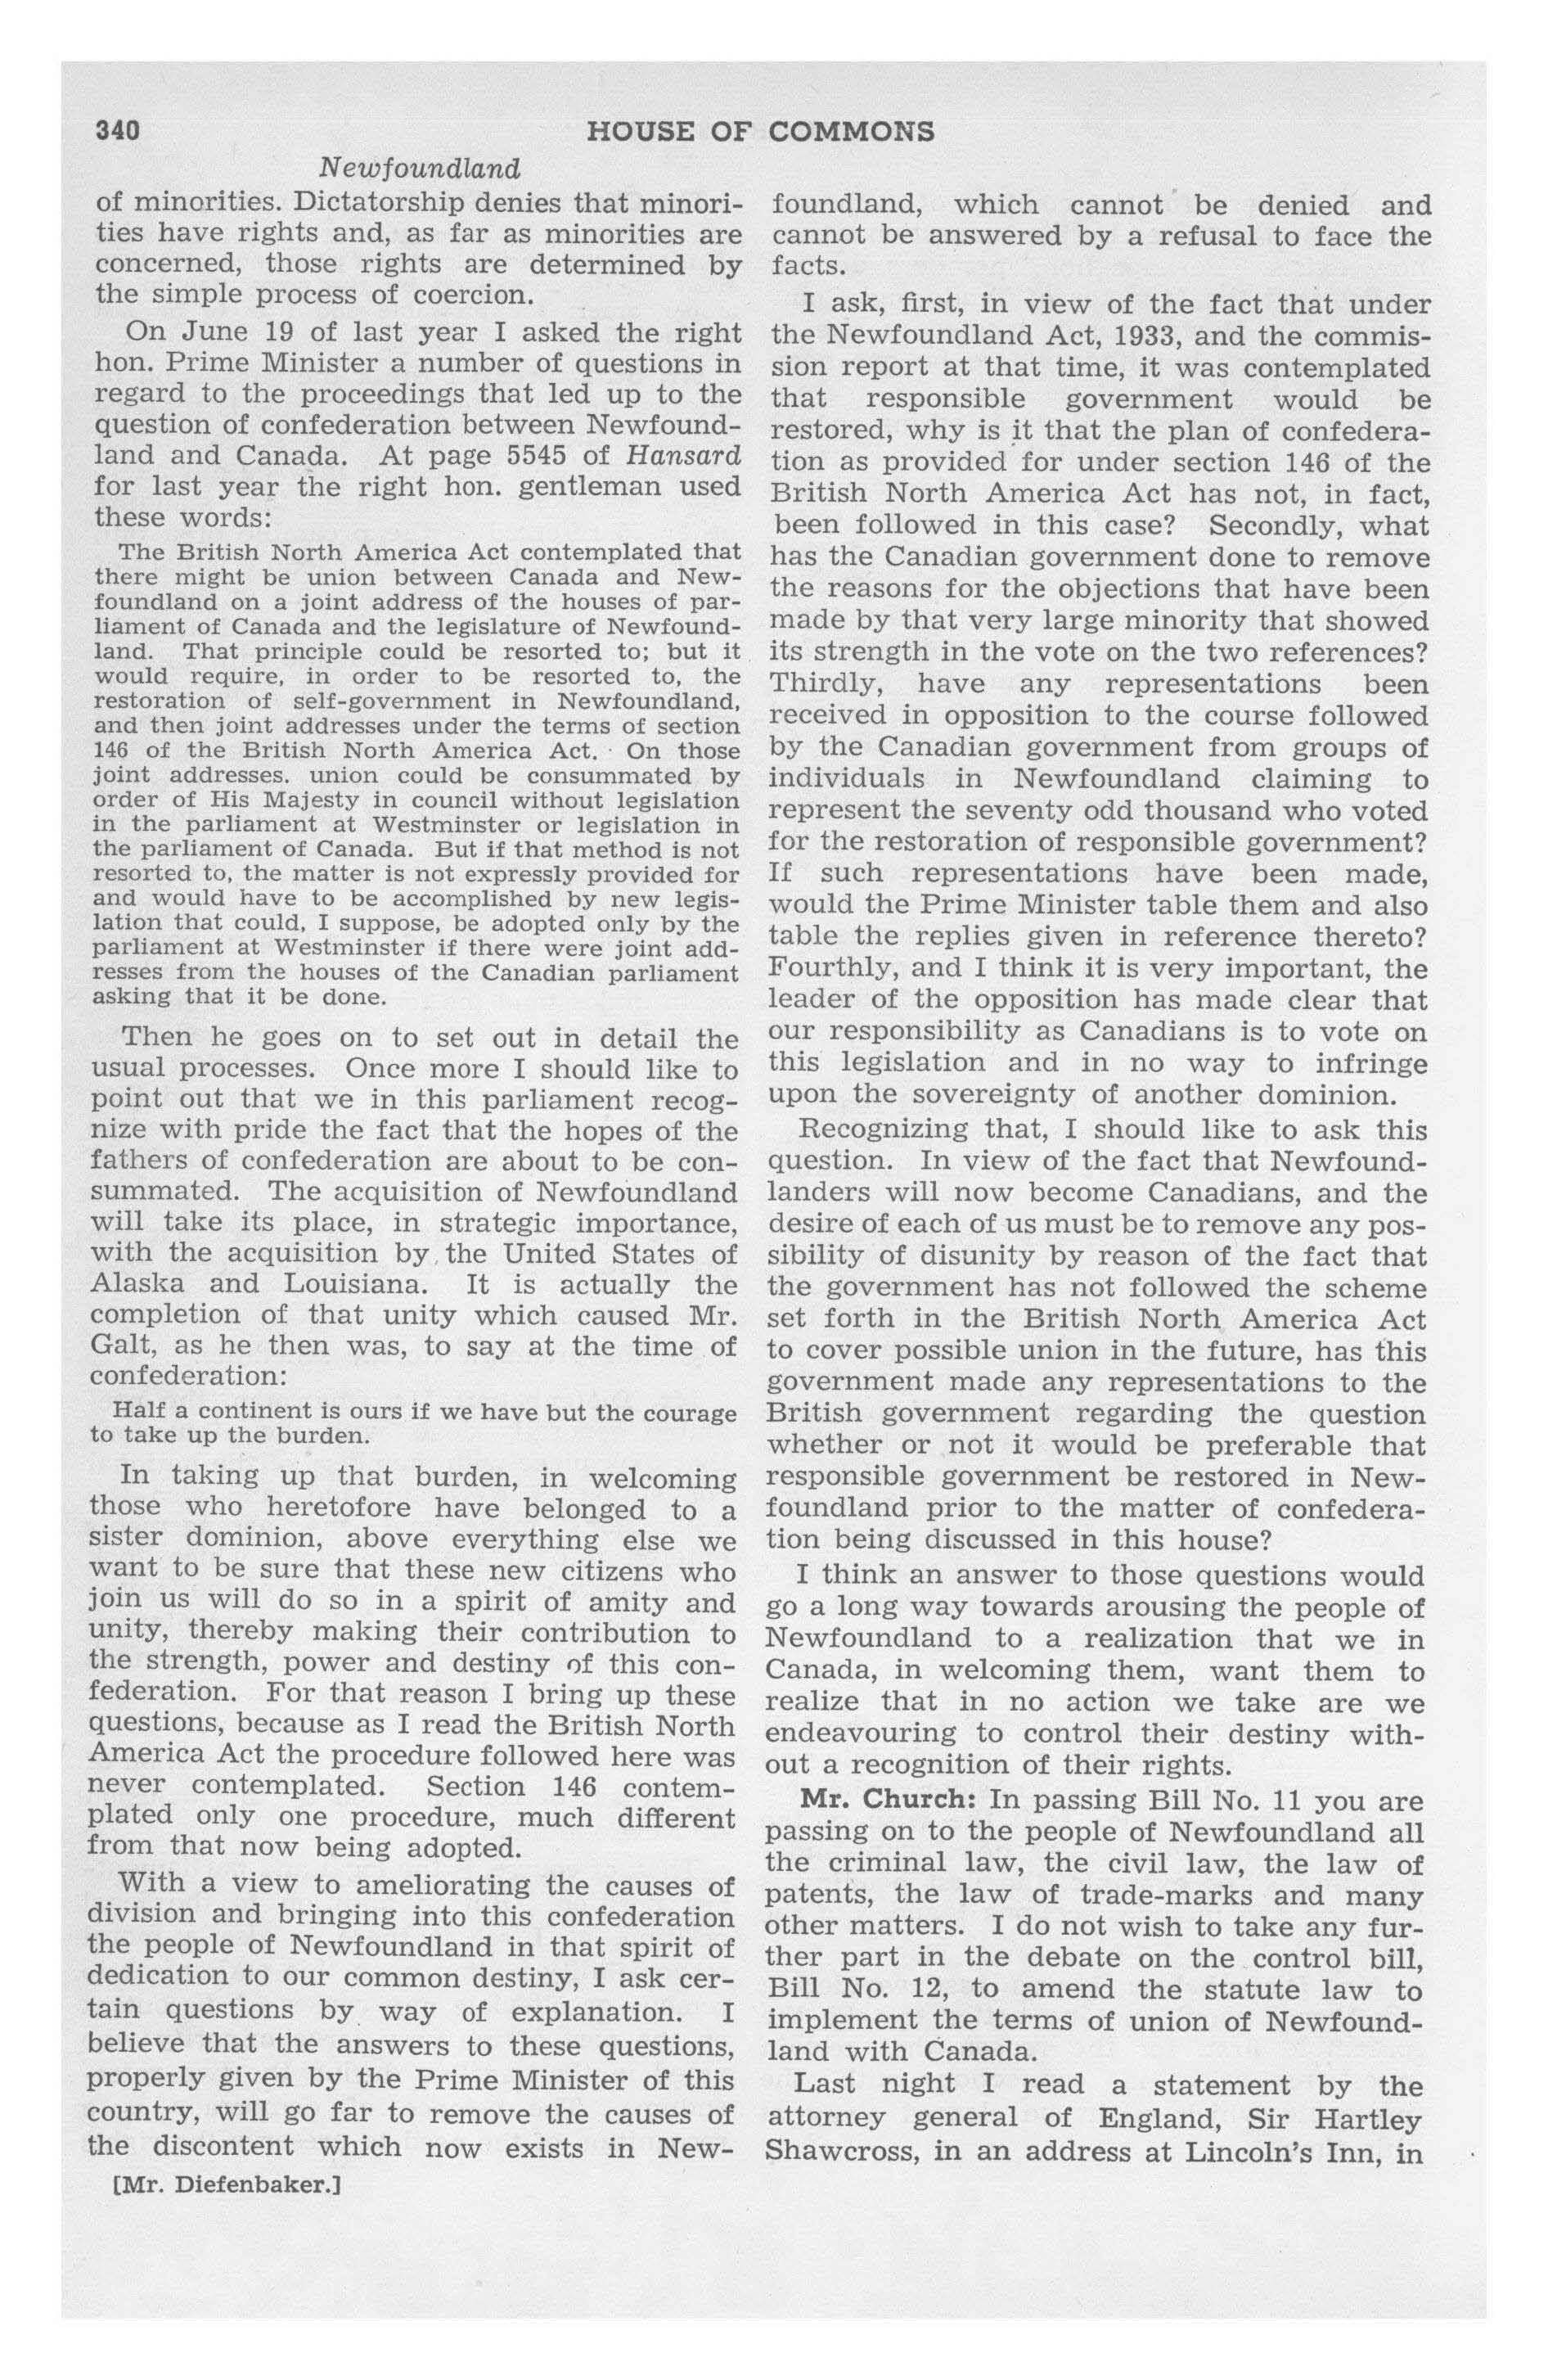 340
HOUSE OF COMMONS
Newfoundland
of minorities. Dictatorship denies that minori-
ties have rights and, as far as minorities are
concerned, those rights are determined by
the simple process of coercion.
On June 19 of last year I asked the right
hon. Prime Minister a number of questions in
regard to the proceedings that led up to the
question of confederation between Newfound-
land and Canada. At page 5545 of Hansard
for last year the right hon. gentleman used
these words:
The British North America Act contemplated that
there might be union between Canada and New-
foundland on a joint address of the houses of par-
liament of Canada and the legislature of Newfound-
land. That principle could be resorted to; but it
would require, in order to be resorted to, the
restoration of self-government in Newfoundland,
and then joint addresses under the terms of section
146 of the British North America Act. On those
joint addresses. union could be consummated by
order of His Majesty in council without legislation
in the parliament at Westminster or legislation in
the parliament of Canada. But if that method is not
resorted to, the matter is not expressly provided for
and would have to be accomplished by new legis-
lation that could, I suppose, be adopted only by the
parliament at Westminster if there were joint add-
resses from the houses of the Canadian parliament
asking that it be done.
Then he goes on to set out in detail the
usual processes. Once more I should like to
point out that we in this parliament recog-
nize with pride the fact that the hopes of the
fathers of confederation are about to be con-
summated. The acquisition of Newfoundland
will take its place, in strategic importance,
with the acquisition by the United States of
Alaska and Louisiana. It is actually the
completion of that unity which caused Mr.
Galt, as he then was, to say at the time of
confederation:
Half a continent is ours if we have but the courage
to take up the burden.
In taking up that burden, in welcoming
those who heretofore have belonged to a
sister dominion, above everything else we
want to be sure that these new citizens who
join us will do so in a spirit of amity and
unity, thereby making their contribution to
the strength, power and destiny of this con-
federation. For that reason I bring up these
questions, because as I read the British North
America Act the procedure followed here was
never contemplated. Section 146 contem-
plated only one procedure, much different
from that now being adopted.
With a view to ameliorating the causes of
division and bringing into this confederation
the people of Newfoundland in that spirit of
dedication to our common destiny, I ask cer-
tain questions by way of explanation. I
believe that the answers to these questions,
properly given by the Prime Minister of this
country, will go far to remove the causes of
the discontent which now exists in New-
[Mr. Diefenbaker.]
foundland, which cannot be denied and
cannot be answered by a refusal to face the
facts.
I ask, first, in view of the fact that under
the Newfoundland Act, 1933, and the commis-
sion report at that time, it was contemplated
that responsible government would be
restored, why is it that the plan of confedera-
tion as provided for under section 146 of the
British North America Act has not, in fact,
been followed in this case? Secondly, what
has the Canadian government done to remove
the reasons for the objections that have been
made by that very large minority that showed
its strength in the vote on the two references?
Thirdly, have any representations been
received in opposition to the course followed
by the Canadian government from groups of
individuals in Newfoundland claiming to
represent the seventy odd thousand who voted
for the restoration of responsible government?
If such representations have been made,
would the Prime Minister table them and also
table the replies given in reference thereto?
Fourthly, and I think it is very important, the
leader of the opposition has made clear that
our responsibility as Canadians is to vote on
this legislation and in no way to infringe
upon the sovereignty of another dominion.
Recognizing that, I should like to ask this
question. In view of the fact that Newfound-
landers will now become Canadians, and the
desire of each of us must be to remove any pos-
sibility of disunity by reason of the fact that
the government has not followed the scheme
set forth in the British North America Act
to cover possible union in the future, has this
government made any representations to the
British government regarding the question
whether or not it would be preferable that
responsible government be restored in New-
foundland prior to the matter of confedera-
tion being discussed in this house?
I think an answer to those questions would
go a long way towards arousing the people of
Newfoundland to a realization that we in
Canada, in welcoming them, want them to
realize that in no action we take are we
endeavouring to control their destiny with-
out a recognition of their rights.
Mr. Church: In passing Bill No. 11 you are
passing on to the people of Newfoundland all
the criminal law, the civil law, the law of
patents, the law of trade-marks and many
other matters. I do not wish to take any fur-
ther part in the debate on the control bill,
Bill No. 12, to amend the statute law to
implement the terms of union of Newfound-
land with Canada.
Last night I read a statement by the
attorney general of England, Sir Hartley
Shawcross, in an address at Lincoln's Inn, in